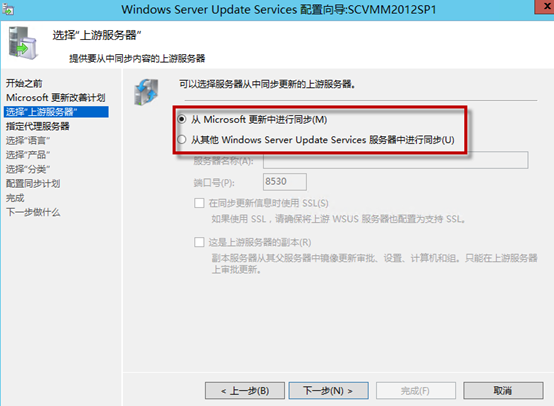 Windows Server Update Services 配置向导:SCVMM2012SP1
选择"上游服务器"
提供要从中同步内容的上游服务器
开始之前
Microsoft 更新改善计划
选择"上游服务器"
指定代理服务器
选择"语言"
选择"产品"
选择"分类"
配置同步计划
完成
下一步做什么
可以选择服务器从中同步更新的上游服务器。
从 Microsoft 更新中进行同步(M)
从其他 Windows Server Update Services 服务器中进行同步(U)
服务器名称(A):
端口号(P): 8530
在同步更新信息时使用 SSL(S)
如果使用 SSL，请确保将上游 WSUS 服务器也配置为支持 SSL。
这是上游服务器的副本(R)
副本服务器从其父服务器中镜像更新审批、设置、计算机和组。只能在上游服务器
上审批更新。
< 上一步(B) 下一步(N) > 完成(F) 取消